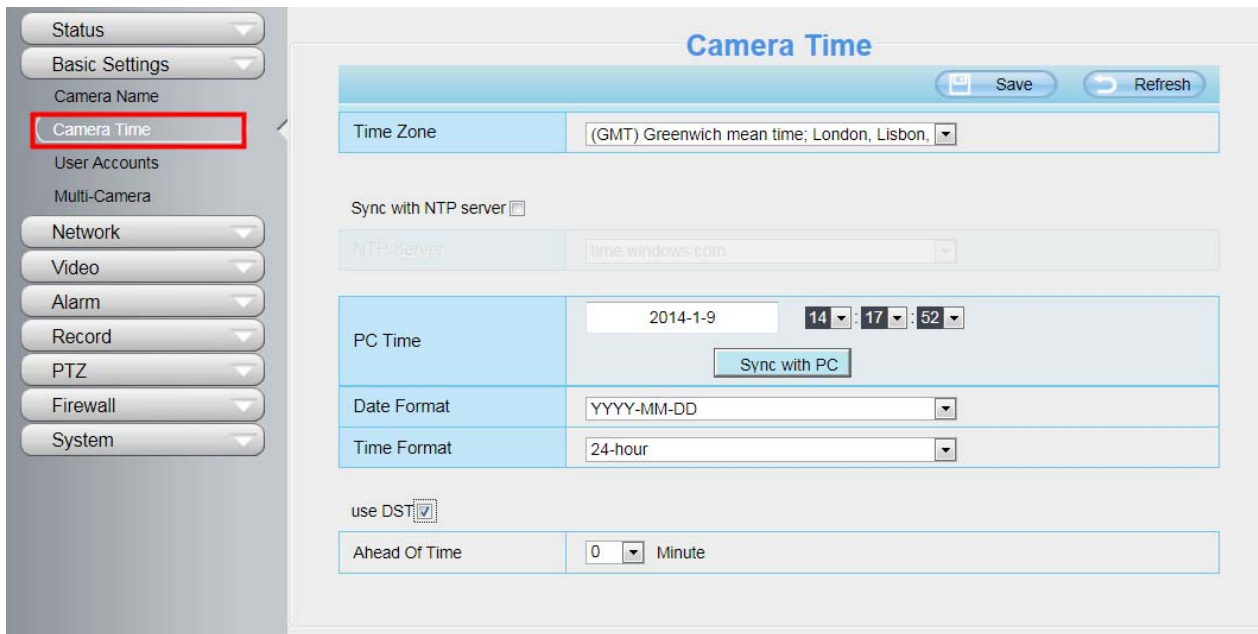 Status
Basic Settings
Camera Name
Camera Time
User Accounts
Multi-Camera
Network
Video
Alarm
Record
PTZ
Firewall
System
Camera Time
Save Refresh
Time Zone (GMT) Greenwich mean time; London, Lisbon,
Sync with NTP server
NTP Server time.windows.com
PC Time 2014-1-9 14 : 17 : 52
Sync with PC
Date Format YYYY-MM-DD
Time Format 24-hour
use DST
Ahead Of Time 0 Minute